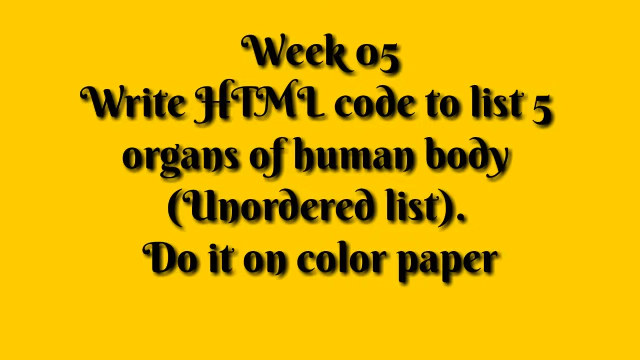 Week 05
Write HTML code to list 5
organs of human body
(Unordered list).
Do it on color paper